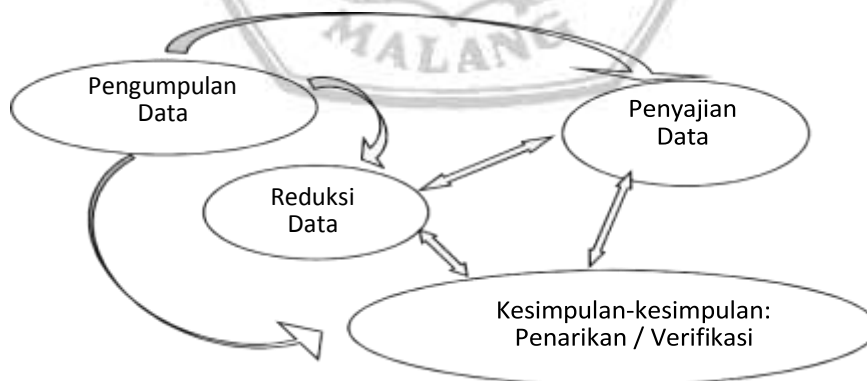 MALANG
Pengumpulan
Data
Penyajian
Data
Reduksi
Data
Kesimpulan-kesimpulan:
Penarikan / Verifikasi